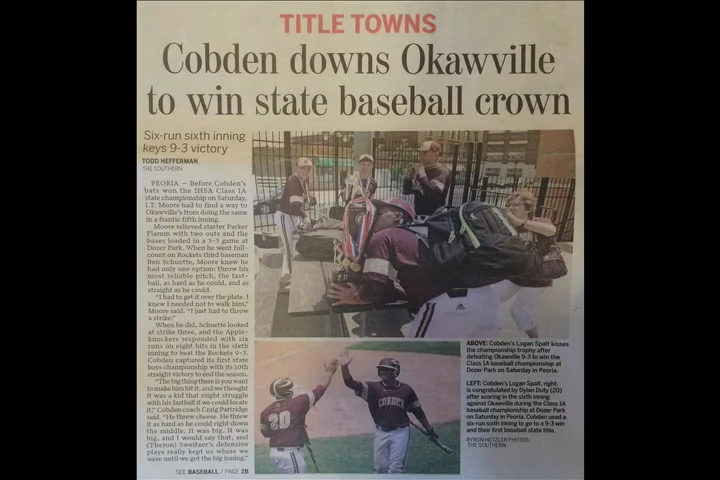 TITLE TOWNS
Cobden downs Okawville
to win state baseball crown
Six-run sixth inning
keys 9-3 victory
TODD HEFFERMAN
THE SOUTHERN
PEORIA — Before Cobden's
bats won the IHSA Class 1A
state championship on Saturday,
J.T. Moore had to find a way to
Okawville's from doing the same
in a frantic fifth inning.
Moore relieved starter Parker
Flamm with two outs and the
bases loaded in a 3-3 game at
Dozer Park. When he went full-
count on Rockets third baseman
Ben Schuette, Moore knew he
had only one option: throw his
most reliable pitch, the fast-
ball, as hard as he could, and as
straight as he could.
"I had to get it over the plate. I
knew I needed not to walk him,"
Moore said. "I just had to throw
a strike."
When he did, Schuette looked
at strike three, and the Apple-
knockers responded with six
runs on eight hits in the sixth
inning to beat the Rockets 9-3.
Cobden captured its first state
boys championship with its 10th
straight victory to end the season.
"The big thing there is you want
to make him hit it, and we thought
it was a kid that might struggle
with his fastball if we could locate
it," Cobden coach Craig Partridge
said. "He threw cheese. He threw
it as hard as he could right down
the middle. It was big. It was
big, and I would say that, and
(Theron) Sweitzer's defensive
plays really kept us where we
were until we got the big inning."
SEE BASEBALL / PAGE 2B
ABOVE: Cobden's Logan Spalt kisses
the championship trophy after
defeating Okawville 9-3 to win the
Class 1A baseball championship at
Dozer Park on Saturday in Peoria.
LEFT: Cobden's Logan Spalt, right,
is congratulated by Dylan Duty (20)
after scoring in the sixth inning
against Okawville during the Class 1A
baseball championship at Dozer Park
on Saturday in Peoria. Cobden used a
six-run sixth inning to go to a 9-3 win
and their first baseball state title.
BYRON HETZLER PHOTOS,
THE SOUTHERN
20
COBDEN